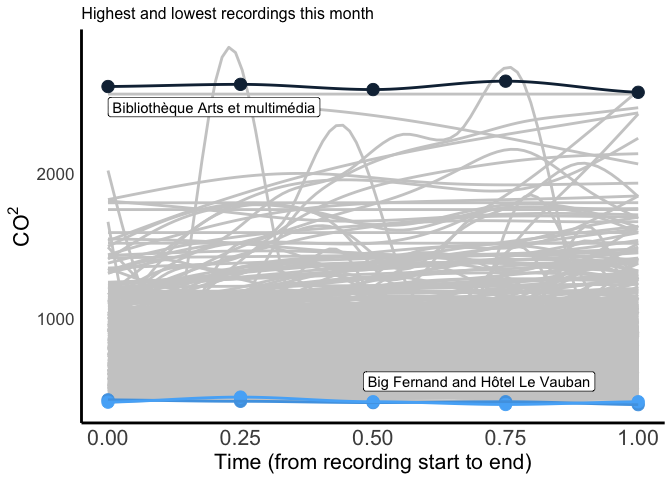 Highest and lowest recordings this month
Bibliothèque Arts et multimédia
2000
CO²
1000
Big Fernand and Hôtel Le Vauban
0.00 0.25 0.50 0.75 1.00
Time (from recording start to end)